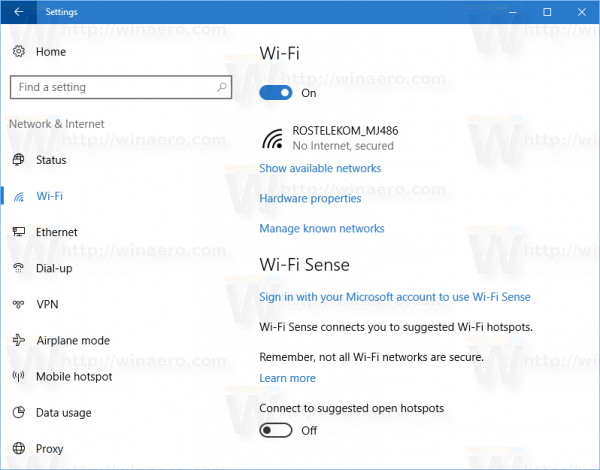 Settings
Home
Find a setting
Network & Internet
Status
Wi-Fi
Ethernet
Dial-up
VPN
Airplane mode
Mobile hotspot
Data usage
Proxy
Wi-Fi
On
ROSTELEKOM_MJ486
No Internet, secured
Show available networks
Hardware properties
Manage known networks
Wi-Fi Sense
Sign in with your Microsoft account to use Wi-Fi Sense
Wi-Fi Sense connects you to suggested Wi-Fi hotspots.
Remember, not all Wi-Fi networks are secure.
Learn more
Connect to suggested open hotspots
Off
W http://winaero.com